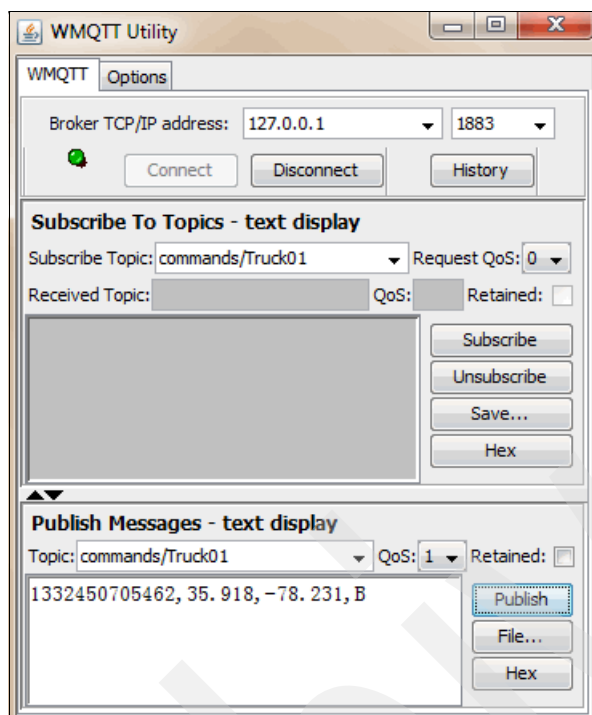 WMQTT Utility
WMQTT Options
Broker TCP/IP address: 127.0.0.1 1883
Connect Disconnect History
Subscribe To Topics - text display
Subscribe Topic: commands/Truck01 Request QoS: 0
Received Topic: QoS: Retained:
Subscribe
Unsubscribe
Save...
Hex
Publish Messages - text display
Topic: commands/Truck01 QoS: 1 Retained:
1332450705462,35.918,-78.231,B
Publish
File...
Hex